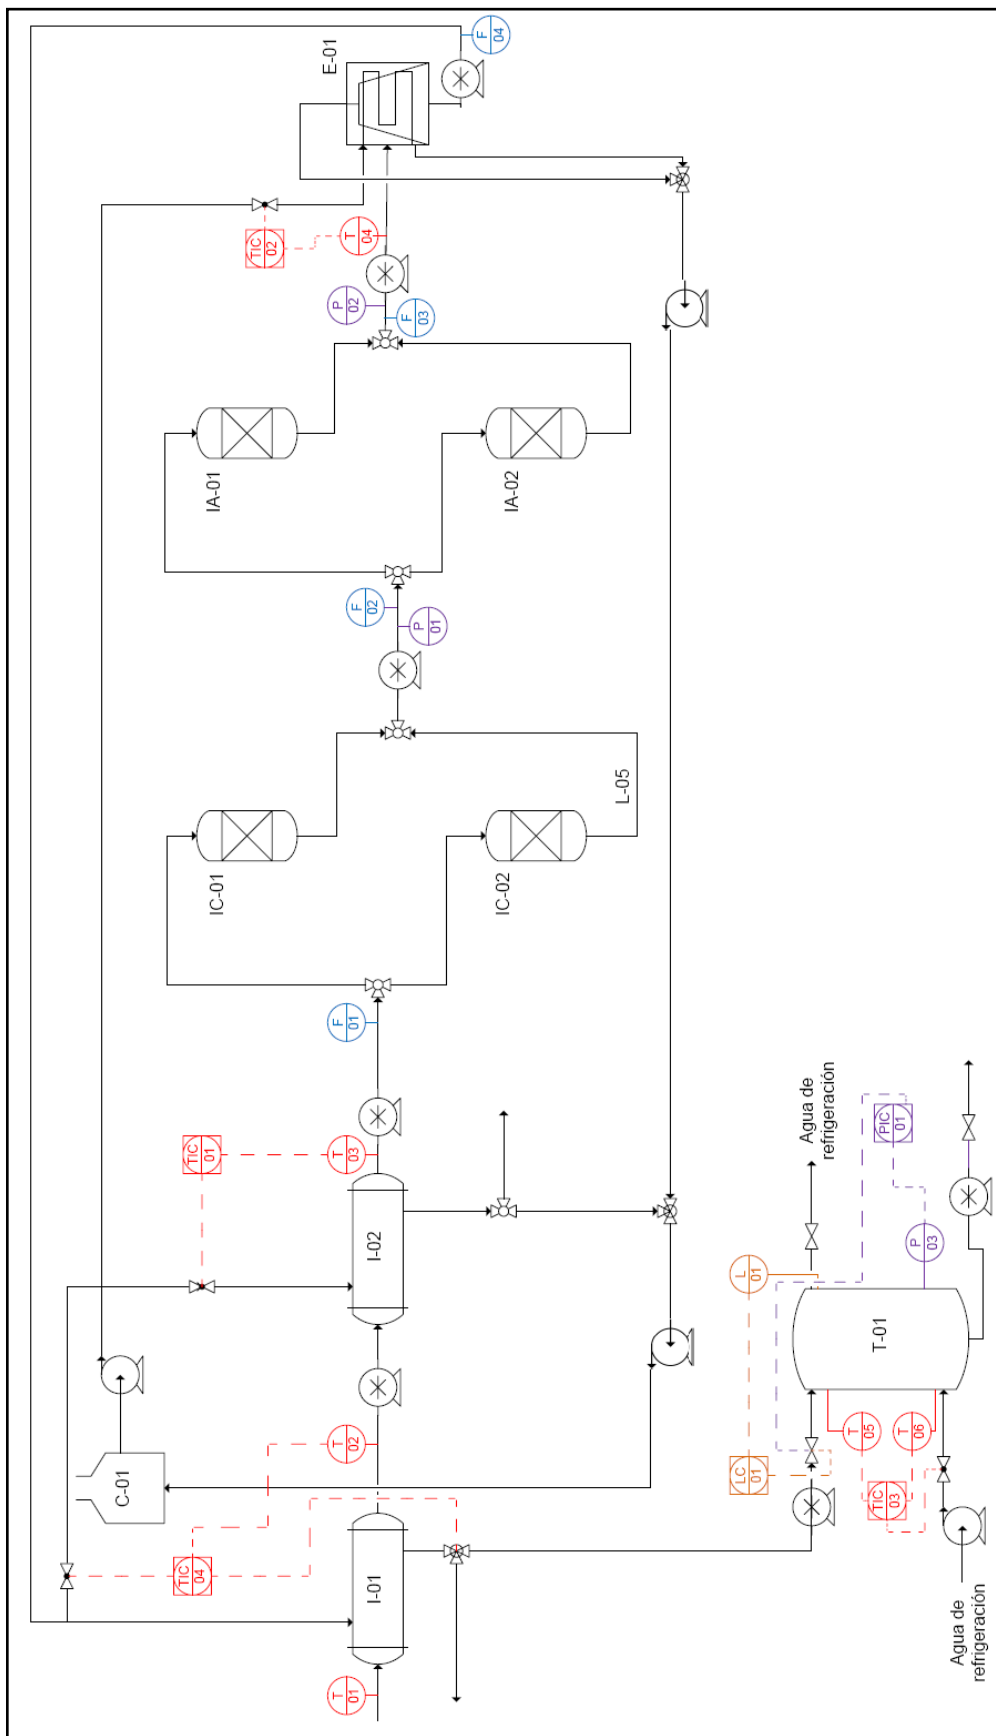 T
01
I-01
TIC
04
T
02
C-01
I-02
TIC
01
T
03
F
01
IC-01
IC-02
L-05
F
02
P
01
IA-01
IA-02
P
02
F
03
TIC
02
T
04
E-01
F
04
Agua de
refrigeración
TIC
03
T
05
T
06
LC
01
L
01
T-01
P
03
PIC
01
Agua de
refrigeración